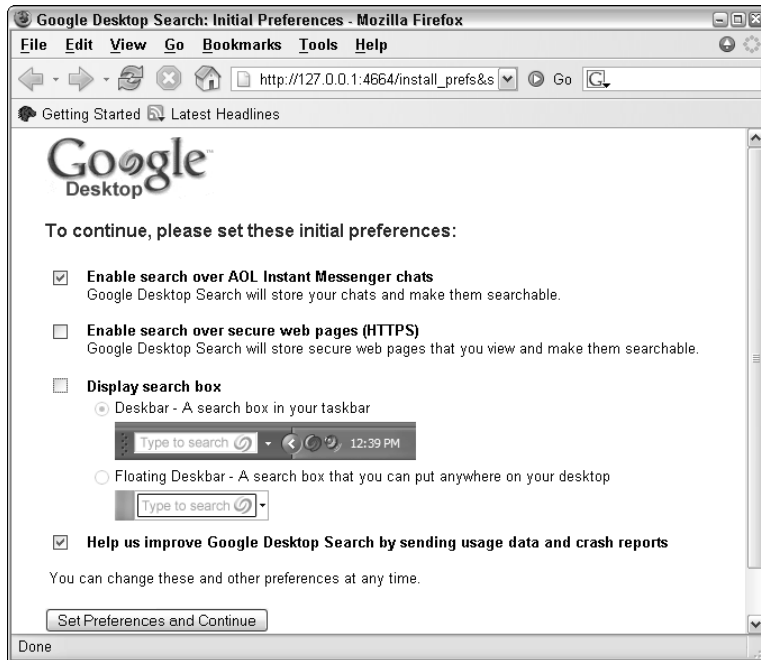 Google Desktop Search: Initial Preferences - Mozilla Firefox
File Edit View Go Bookmarks Tools Help
http://127.0.0.1:4664/install_prefs&s Go G
Getting Started Latest Headlines
Google™
Desktop
To continue, please set these initial preferences:
Enable search over AOL Instant Messenger chats
Google Desktop Search will store your chats and make them searchable.
Enable search over secure web pages (HTTPS)
Google Desktop Search will store secure web pages that you view and make them searchable.
Display search box
Deskbar - A search box in your taskbar
Type to search 12:39 PM
Floating Deskbar - A search box that you can put anywhere on your desktop
Type to search
Help us improve Google Desktop Search by sending usage data and crash reports
You can change these and other preferences at any time.
Set Preferences and Continue
Done